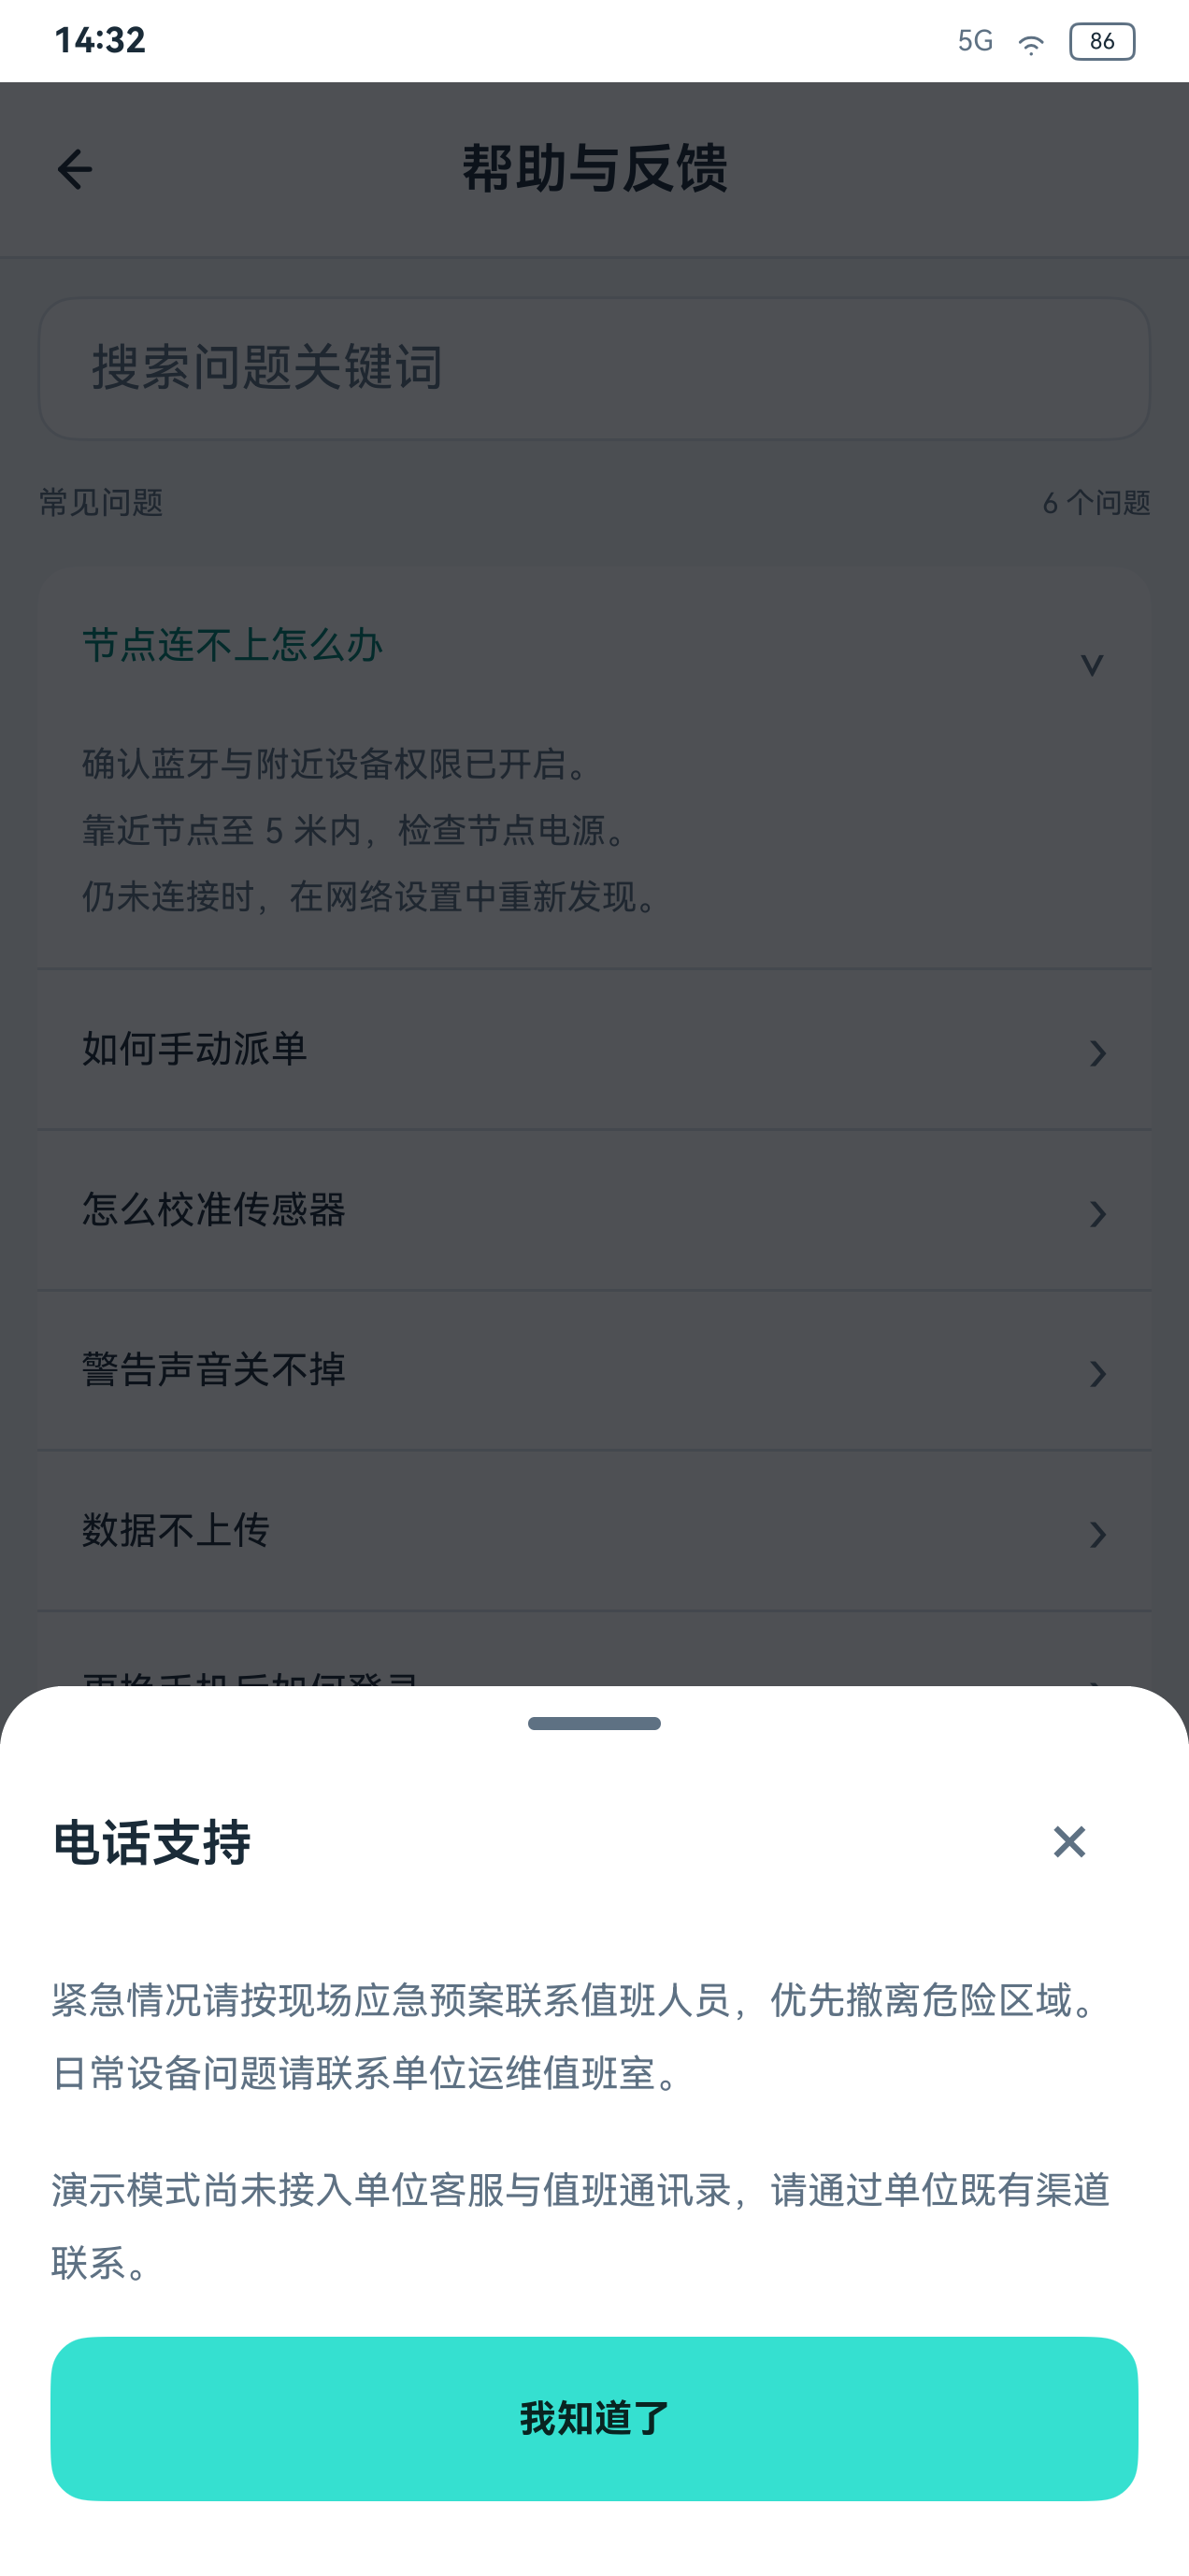 14:32
5G
86
帮助与反馈
搜索问题关键词
常见问题
6 个问题
节点连不上怎么办
确认蓝牙与附近设备权限已开启。
靠近节点至 5 米内，检查节点电源。
仍未连接时，在网络设置中重新发现。
如何手动派单
怎么校准传感器
警告声音关不掉
数据不上传
更换手机后如何登录
电话支持
紧急情况请按现场应急预案联系值班人员，优先撤离危险区域。
日常设备问题请联系单位运维值班室。
演示模式尚未接入单位客服与值班通讯录，请通过单位既有渠道
联系。
我知道了